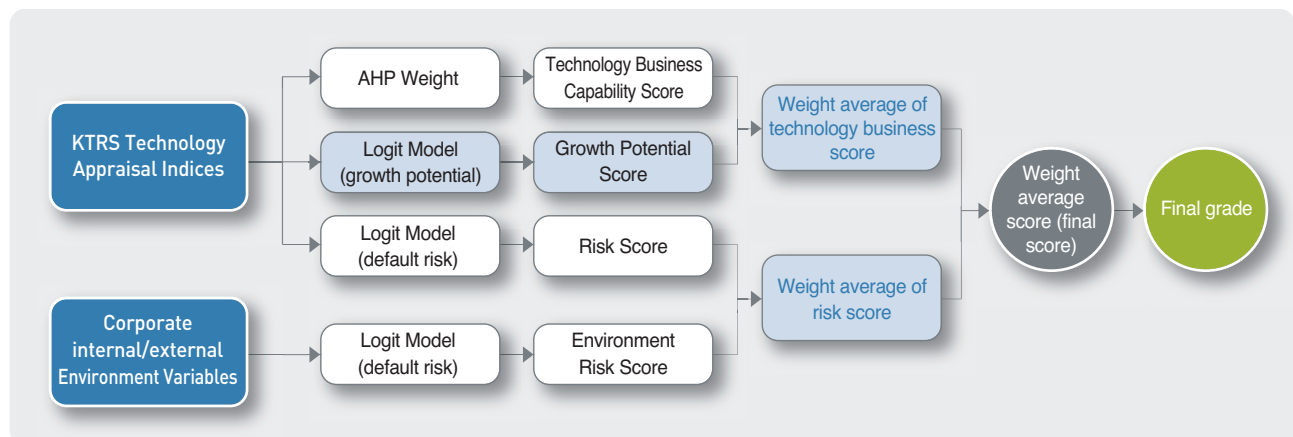 KTRS Technology
Appraisal Indices
Corporate
internal/external
Environment Variables
AHP Weight
Logit Model
(growth potential)
Logit Model
(default risk)
Logit Model
(default risk)
Technology Business
Capability Score
Growth Potential
Score
Risk Score
Environment
Risk Score
Weight average of
technology business
score
Weight average of
risk score
Weight
average
score (final
score)
Final grade